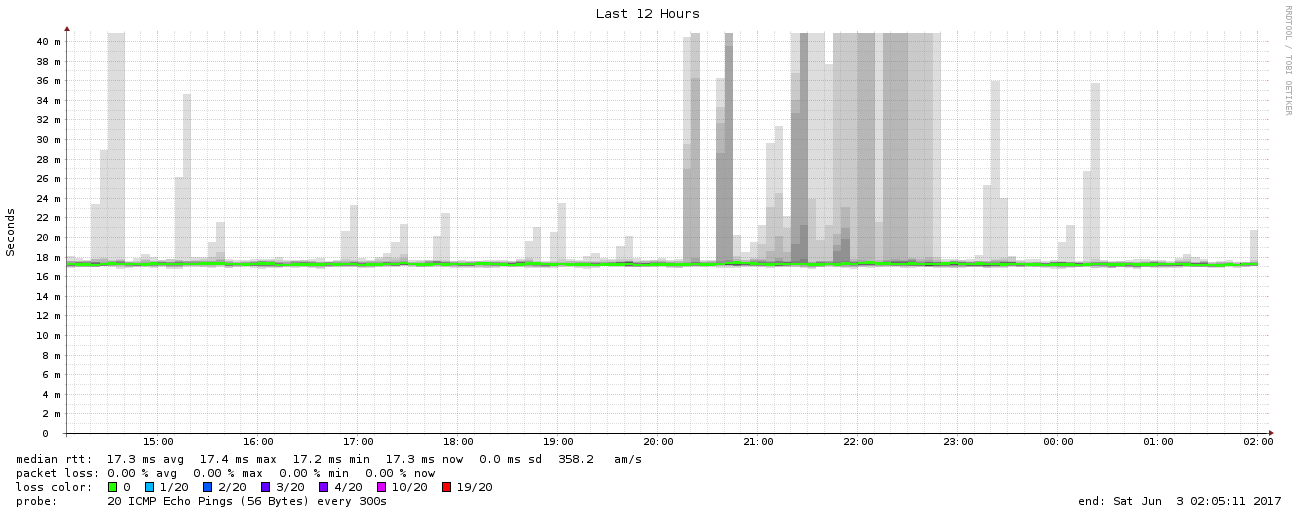 Last 12 Hours
RRDTOOL / TOBI OETIKER
Seconds
40 m
38 m
36 m
34 m
32 m
30 m
28 m
26 m
24 m
22 m
20 m
18 m
16 m
14 m
12 m
10 m
8 m
6 m
4 m
2 m
0
15:00 16:00 17:00 18:00 19:00 20:00 21:00 22:00 23:00 00:00 01:00 02:00
median rtt: 17.3 ms avg 17.4 ms max 17.2 ms min 17.3 ms now 0.0 ms sd 358.2 am/s
packet loss: 0.00 % avg 0.00 % max 0.00 % min 0.00 % now
loss color: 0 1/20 2/20 3/20 4/20 10/20 19/20
probe: 20 ICMP Echo Pings (56 Bytes) every 300s end: Sat Jun 3 02:05:11 2017